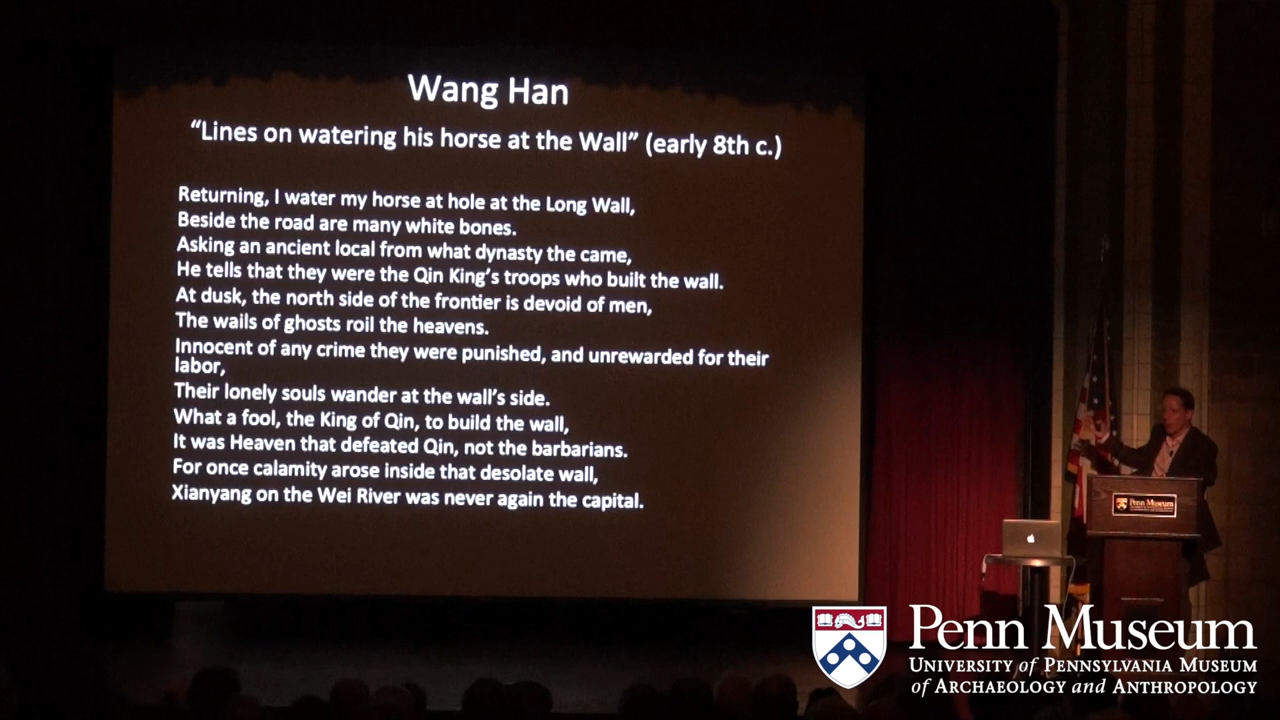 Wang Han
“Lines on watering his horse at the Wall” (early 8th c.)
Returning, I water my horse at hole at the Long Wall,
Beside the road are many white bones.
Asking an ancient local from what dynasty the came,
He tells that they were the Qin King’s troops who built the wall.
At dusk, the north side of the frontier is devoid of men,
The wails of ghosts roil the heavens.
Innocent of any crime they were punished, and unrewarded for their
labor,
Their lonely souls wander at the wall’s side.
What a fool, the King of Qin, to build the wall,
It was Heaven that defeated Qin, not the barbarians.
For once calamity arose inside that desolate wall,
Xianyang on the Wei River was never again the capital.
Penn Museum
Penn Museum
University of Pennsylvania Museum
of Archaeology and Anthropology